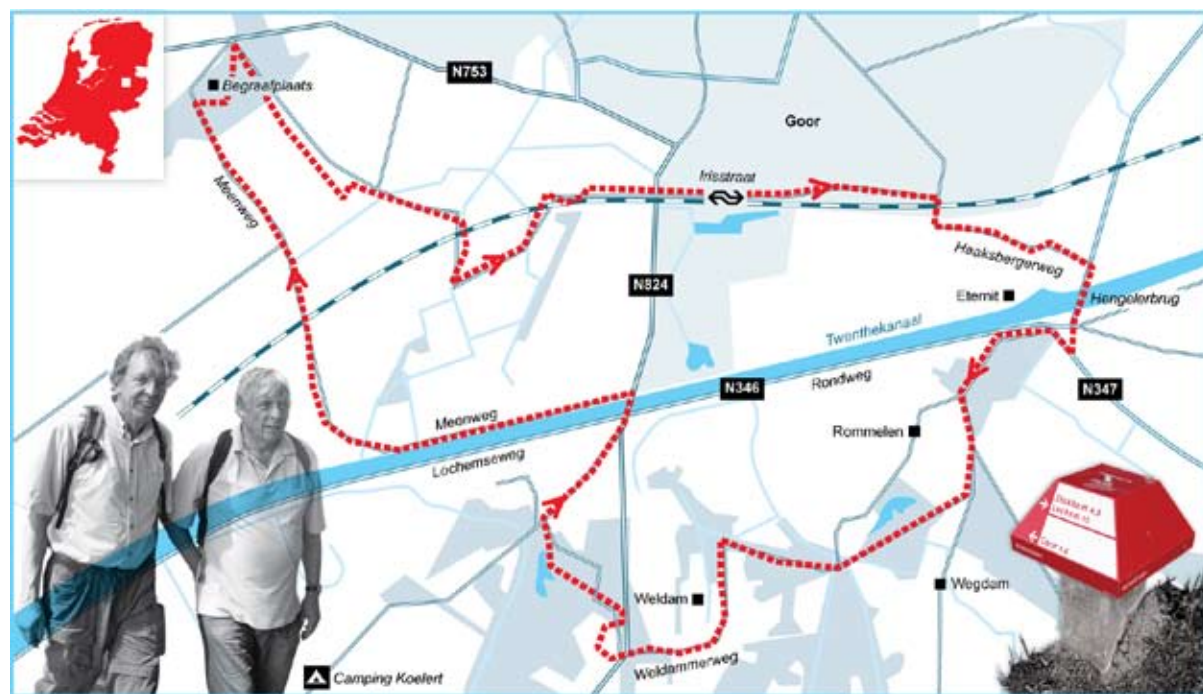 N753
Begraafplaats
Goor
Irisstraat
Meenweg
Haaksbergerweg
N824
Eternit
Hengelerbrug
Twenthekanaal
N346
Rondweg
N347
Meenweg
Rommelen
Lochemseweg
Weldam
Wegdam
Weldammerweg
Camping Koelert